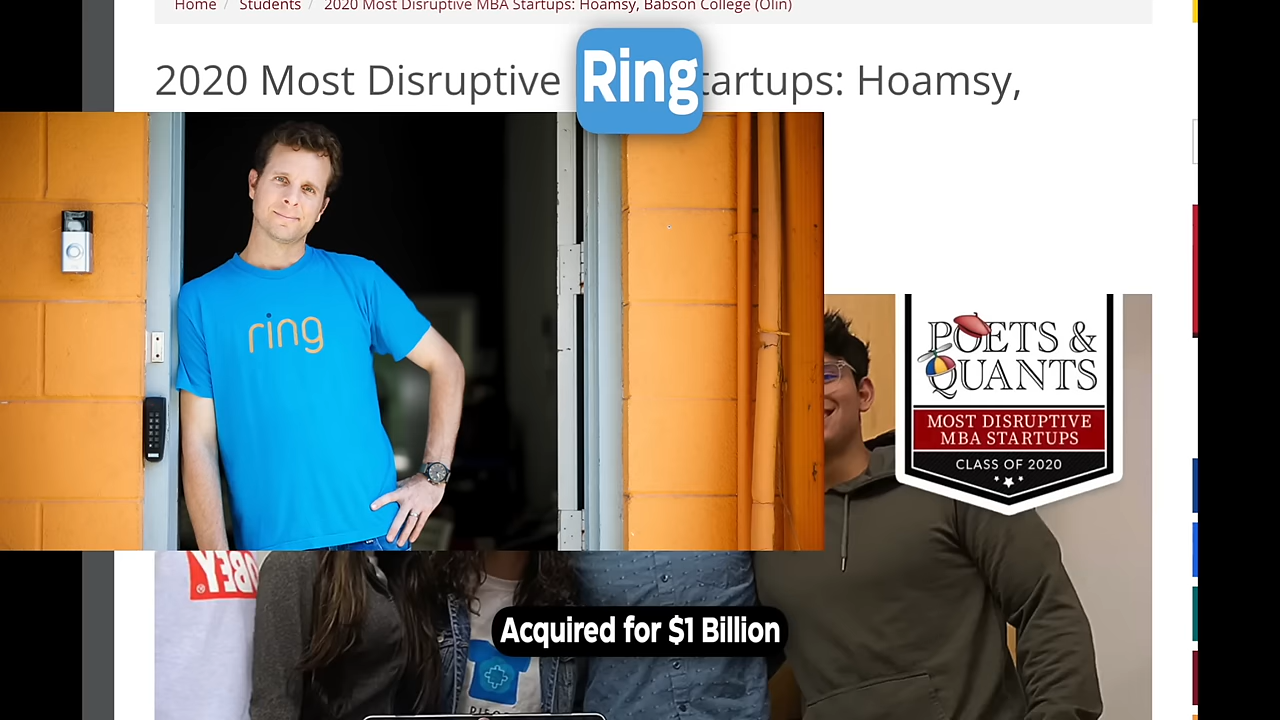 Home / Students / 2020 Most Disruptive MBA Startups: Hoamsy, Babson College (Olin)
2020 Most Disruptive tartups: Hoamsy,
Ring
ring
POETS &
QUANTS
MOST DISRUPTIVE
MBA STARTUPS
CLASS OF 2020
OBEY
Acquired for $1 Billion